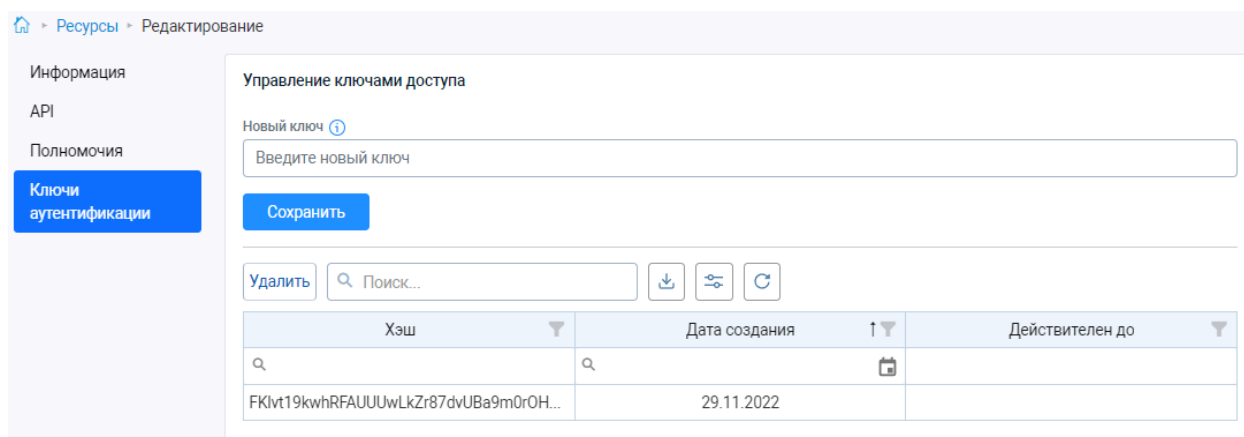 Ресурсы Редактирование
Информация
API
Полномочия
Ключи
аутентификации
Управление ключами доступа
Новый ключ
Введите новый ключ
Сохранить
Удалить Поиск...
Хэш Дата создания Действителен до
FKlvt19kwhRFAUUUwLkZr87dvUBa9m0rOH... 29.11.2022